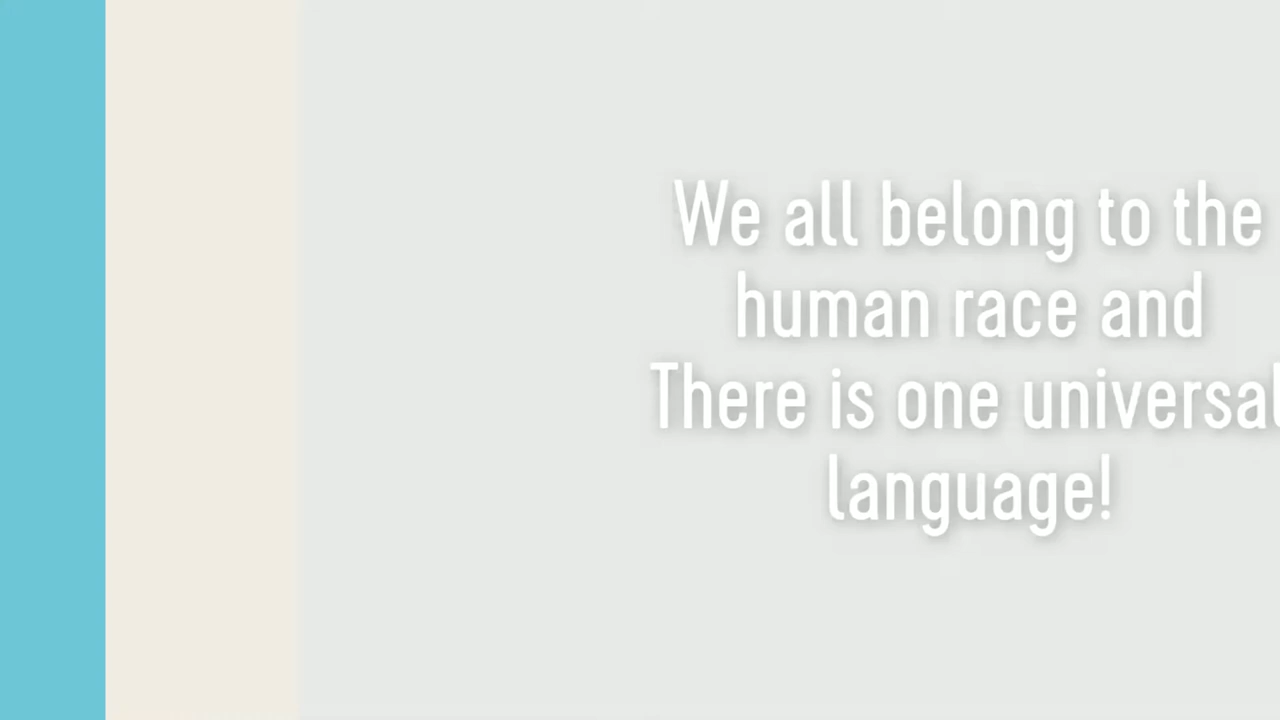 We all belong to the
human race and
There is one universal
language!